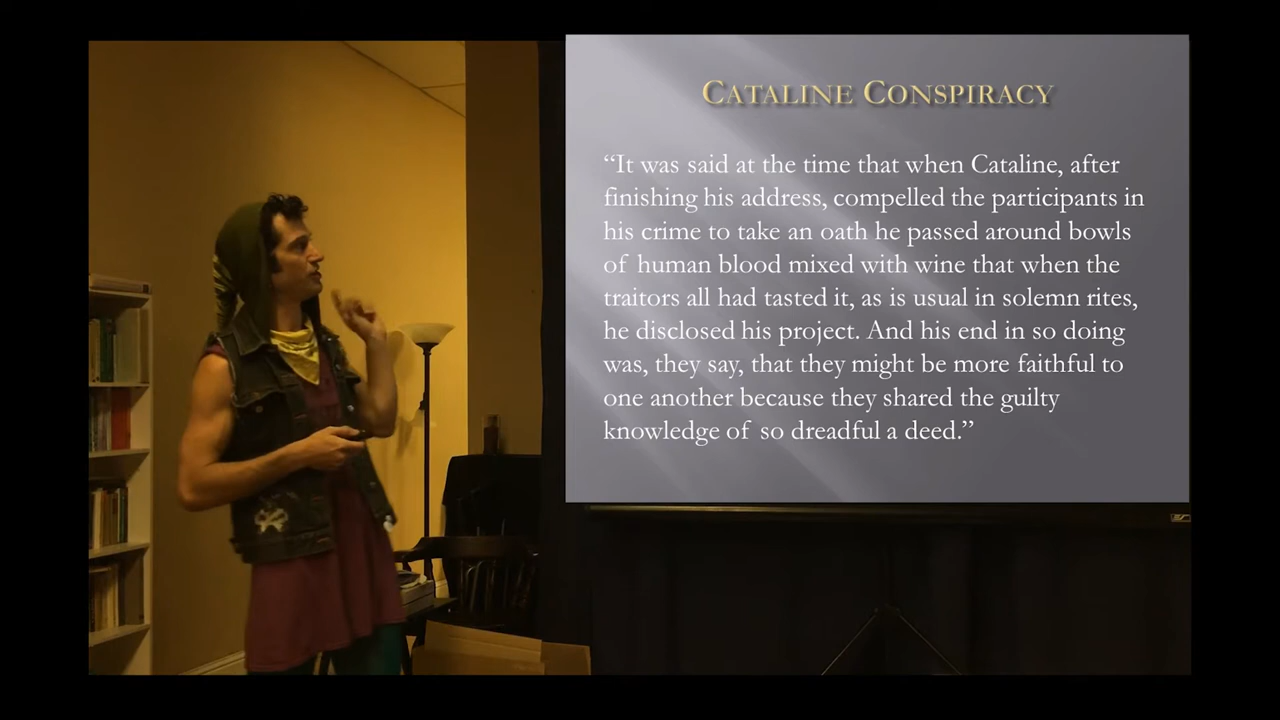 CATALINE CONSPIRACY
“It was said at the time that when Cataline, after
finishing his address, compelled the participants in
his crime to take an oath he passed around bowls
of human blood mixed with wine that when the
traitors all had tasted it, as is usual in solemn rites,
he disclosed his project. And his end in so doing
was, they say, that they might be more faithful to
one another because they shared the guilty
knowledge of so dreadful a deed.”